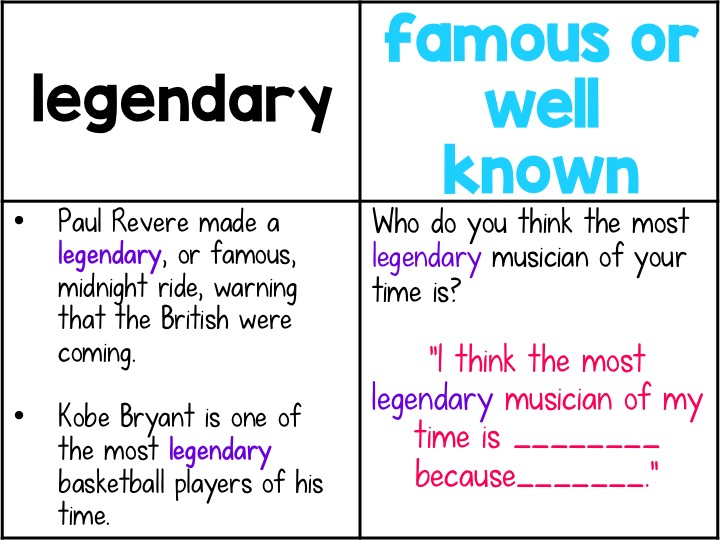 legendary
famous or
well
known
• Paul Revere made a
legendary, or famous,
midnight ride, warning
that the British were
coming.
• Kobe Bryant is one of
the most legendary
basketball players of his
time.
Who do you think the most
legendary musician of your
time is?
"I think the most
legendary musician of my
time is ________
because_______."